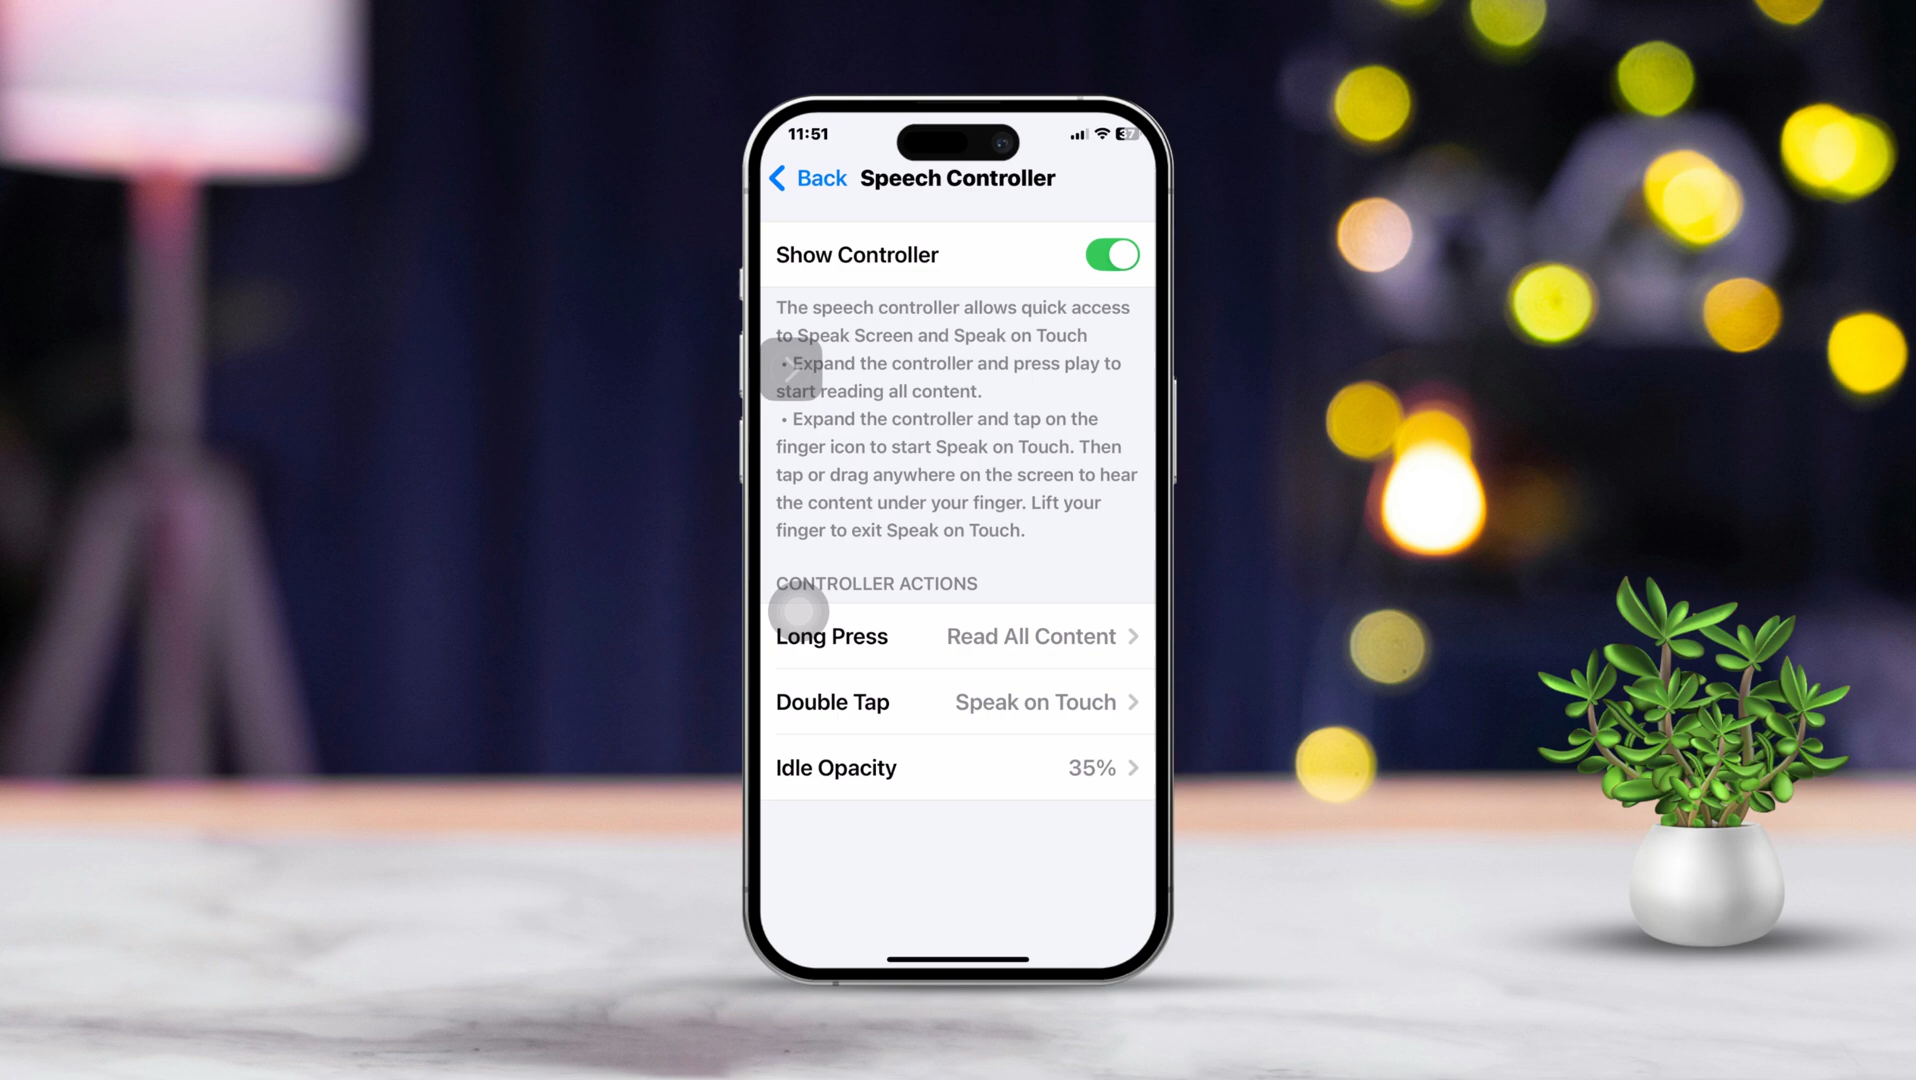 11:51
37
Back Speech Controller
Show Controller
The speech controller allows quick access
to Speak Screen and Speak on Touch
• Expand the controller and press play to
start reading all content.
• Expand the controller and tap on the
finger icon to start Speak on Touch. Then
tap or drag anywhere on the screen to hear
the content under your finger. Lift your
finger to exit Speak on Touch.
CONTROLLER ACTIONS
Long Press Read All Content
Double Tap Speak on Touch
Idle Opacity 35%